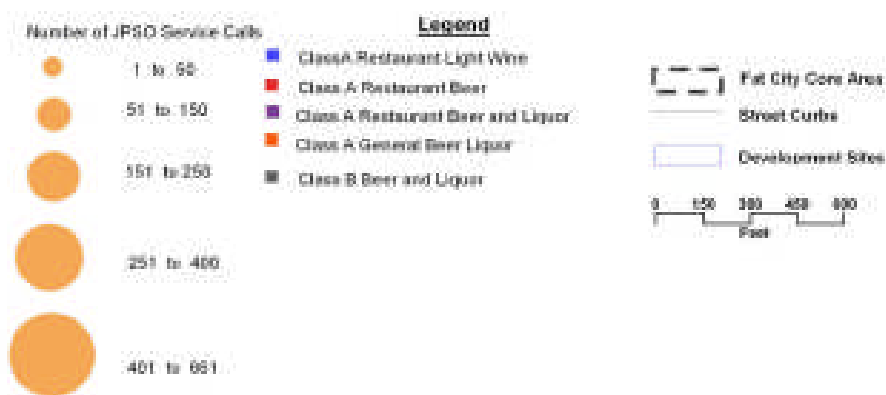 Legend
Number of JPSO Service Calls
1 to 50
51 to 150
151 to 250
251 to 400
401 to 661
Class A Restaurant Light Wine
Class A Restaurant Beer
Class A Restaurant Beer and Liquor
Class A General Beer Liquor
Class B Beer and Liquor
Fat City Core Area
Street Curbs
Development Sites
0 150 300 450 600
Feet